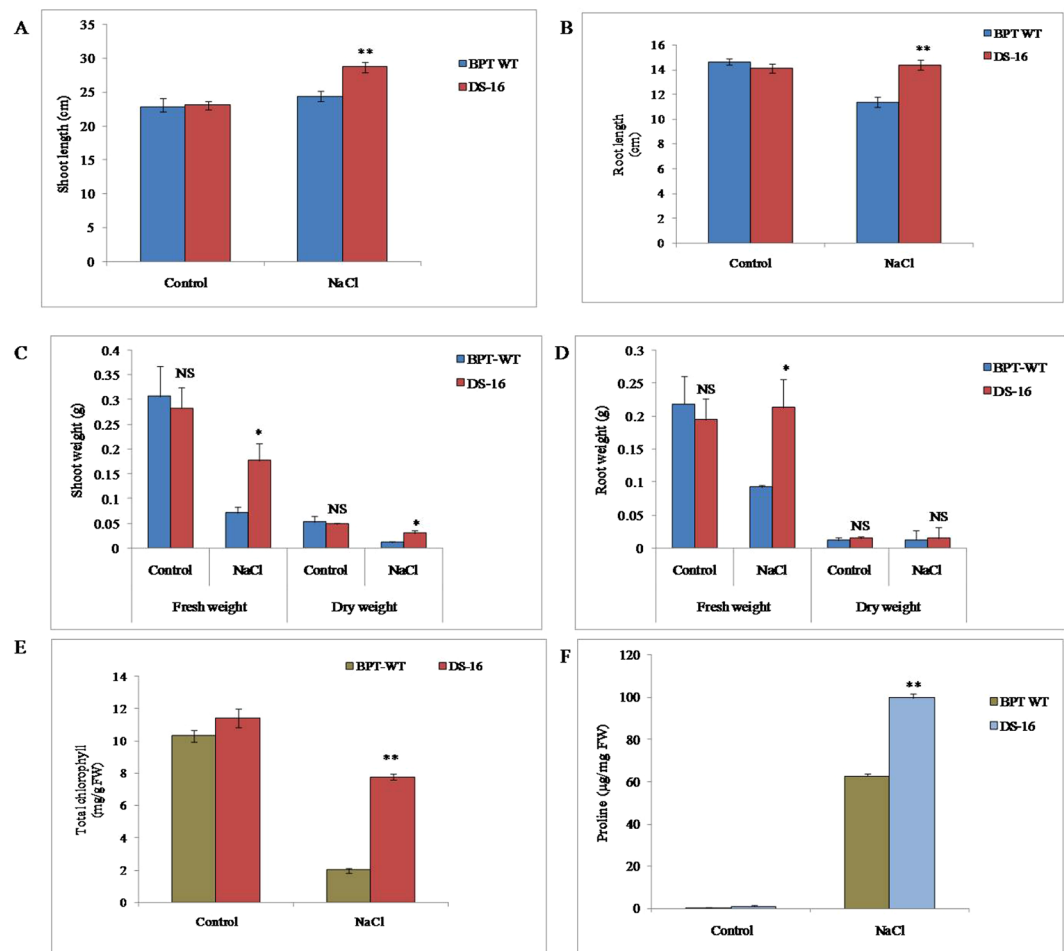 A
Shoot length (cm)
35
30
25
20
15
10
5
0
**
Control
NaCl
BPT WT
DS-16
B
Root length
(cm)
16
14
12
10
8
6
4
2
0
**
Control
NaCl
BPT WT
DS-16
C
Shoot weight (g)
0.4
0.35
0.3
0.25
0.2
0.15
0.1
0.05
0
NS
*
NS
*
Control
NaCl
Control
NaCl
Fresh weight
Dry weight
BPT-WT
DS-16
D
Root weight (g)
0.3
0.25
0.2
0.15
0.1
0.05
0
NS
*
NS
NS
Control
NaCl
Control
NaCl
Fresh weight
Dry weight
BPT-WT
DS-16
E
BPT-WT
DS-16
Total chlorophyll
(mg/g FW)
14
12
10
8
6
4
2
0
**
Control
NaCl
F
Proline (µg/mg FW)
120
100
80
60
40
20
0
**
Control
NaCl
BPT WT
DS-16